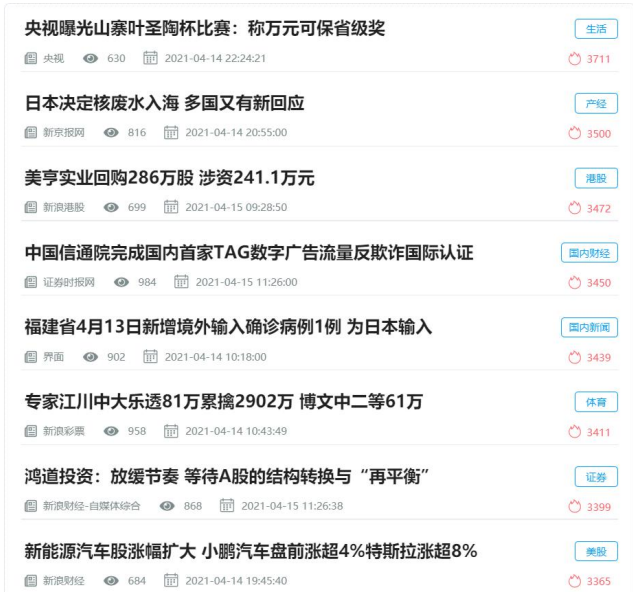 央视曝光山寨叶圣陶杯比赛：称万元可保省级奖 生活
央视 630 2021-04-14 22:24:21 3711
日本决定核废水入海 多国又有新回应 产经
新京报网 816 2021-04-14 20:55:00 3500
美亨实业回购286万股 涉资241.1万元 港股
新浪港股 699 2021-04-15 09:28:50 3472
中国信通院完成国内首家TAG数字广告流量反欺诈国际认证 国内财经
证券时报网 984 2021-04-15 11:26:00 3450
福建省4月13日新增境外输入确诊病例1例 为日本输入 国内新闻
界面 902 2021-04-14 10:18:00 3439
专家江川中大乐透81万累擒2902万 博文中二等61万 体育
新浪彩票 958 2021-04-14 10:43:49 3411
鸿道投资：放缓节奏 等待A股的结构转换与“再平衡” 证券
新浪财经-自媒体综合 868 2021-04-15 11:26:38 3399
新能源汽车股涨幅扩大 小鹏汽车盘前涨超4%特斯拉涨超8% 美股
新浪财经 684 2021-04-14 19:45:40 3365